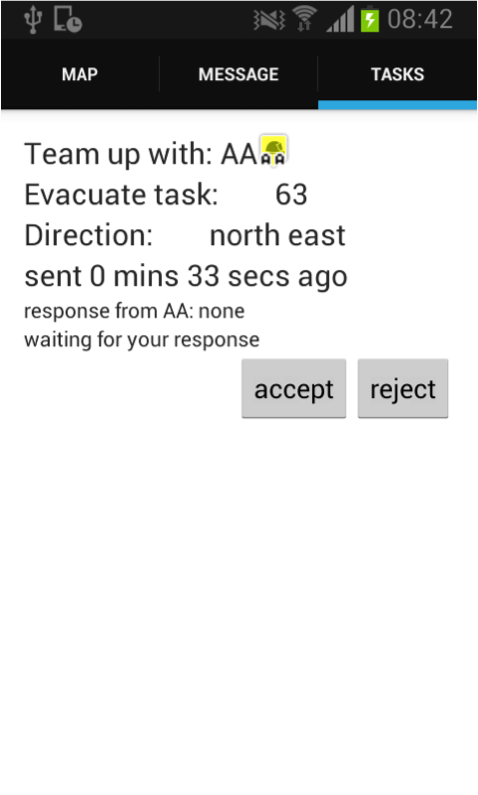 08:42
MAP MESSAGE TASKS
Team up with: AA AA
Evacuate task: 63
Direction: north east
sent 0 mins 33 secs ago
response from AA: none
waiting for your response
accept reject